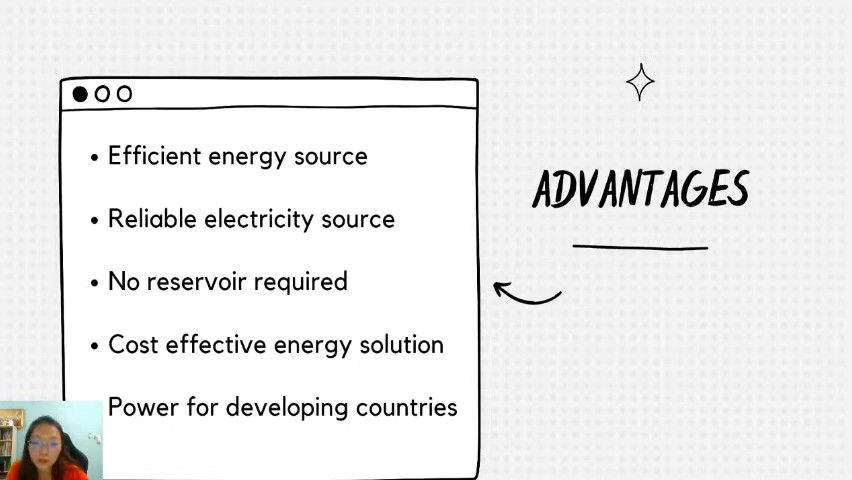 Efficient energy source
Reliable electricity source
No reservoir required
Cost effective energy solution
Power for developing countries
ADVANTAGES